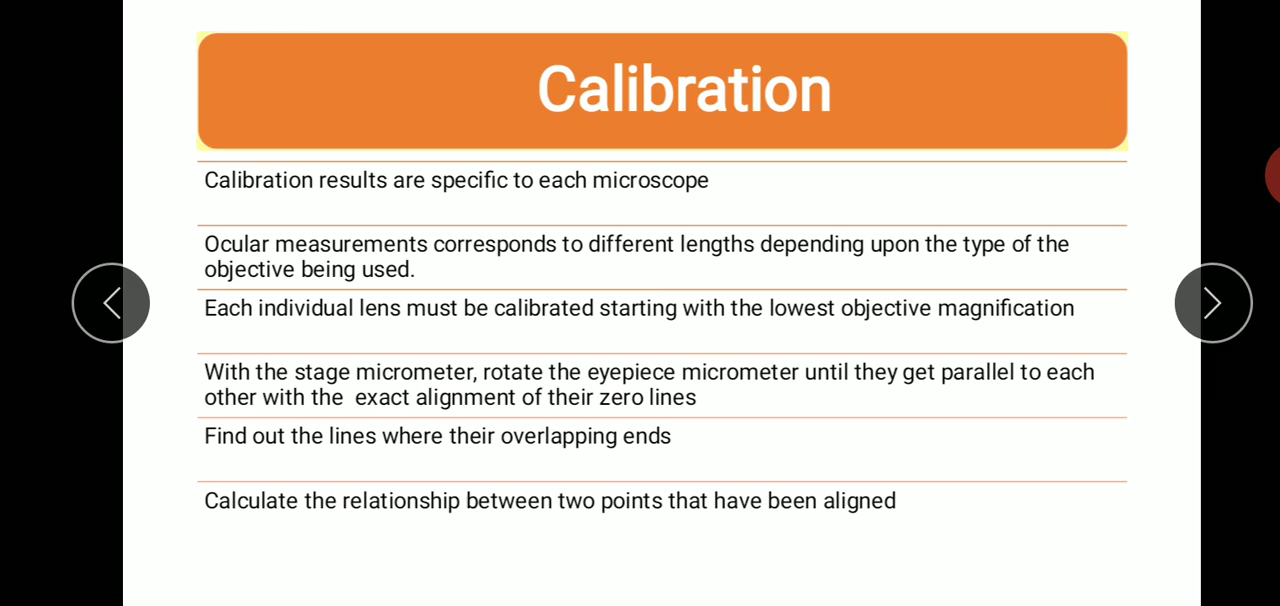 Calibration
Calibration results are specific to each microscope
Ocular measurements corresponds to different lengths depending upon the type of the
objective being used.
Each individual lens must be calibrated starting with the lowest objective magnification
With the stage micrometer, rotate the eyepiece micrometer until they get parallel to each
other with the  exact alignment of their zero lines
Find out the lines where their overlapping ends
Calculate the relationship between two points that have been aligned